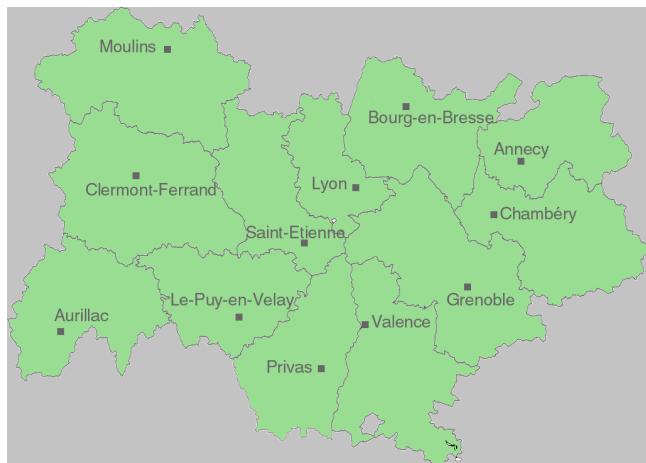 Moulins
Bourg-en-Bresse
Annecy
Clermont-Ferrand
Lyon
Chambéry
Saint-Etienne
Le-Puy-en-Velay
Grenoble
Aurillac
Valence
Privas